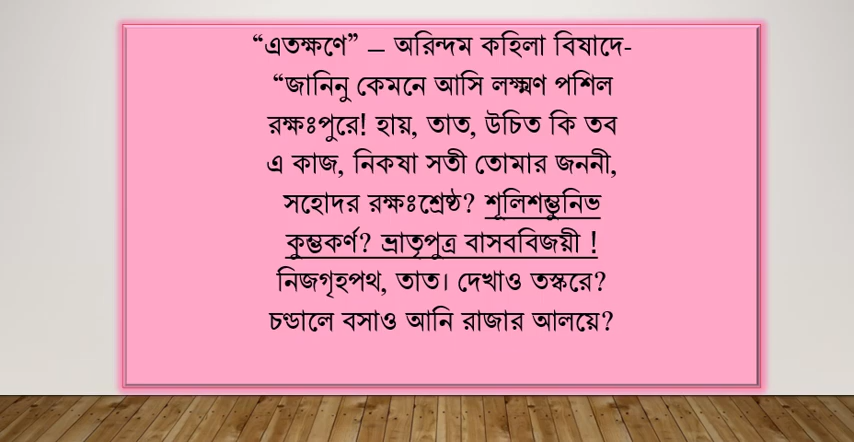 “এতক্ষণে” – অরিন্দম কহিলা বিষাদে-
“জানিনু কেমনে আসি লক্ষ্মণ পশিল
রক্ষঃপুরে! হায়, তাত, উচিত কি তব
এ কাজ, নিকষা সতী তোমার জননী,
সহোদর রক্ষঃশ্রেষ্ঠ? শূলিশম্ভুনিভ
কুম্ভকর্ণ? ভ্রাতৃপুত্র বাসববিজয়ী !
নিজগৃহপথ, তাত। দেখাও তস্করে?
চণ্ডালে বসাও আনি রাজার আলয়ে?